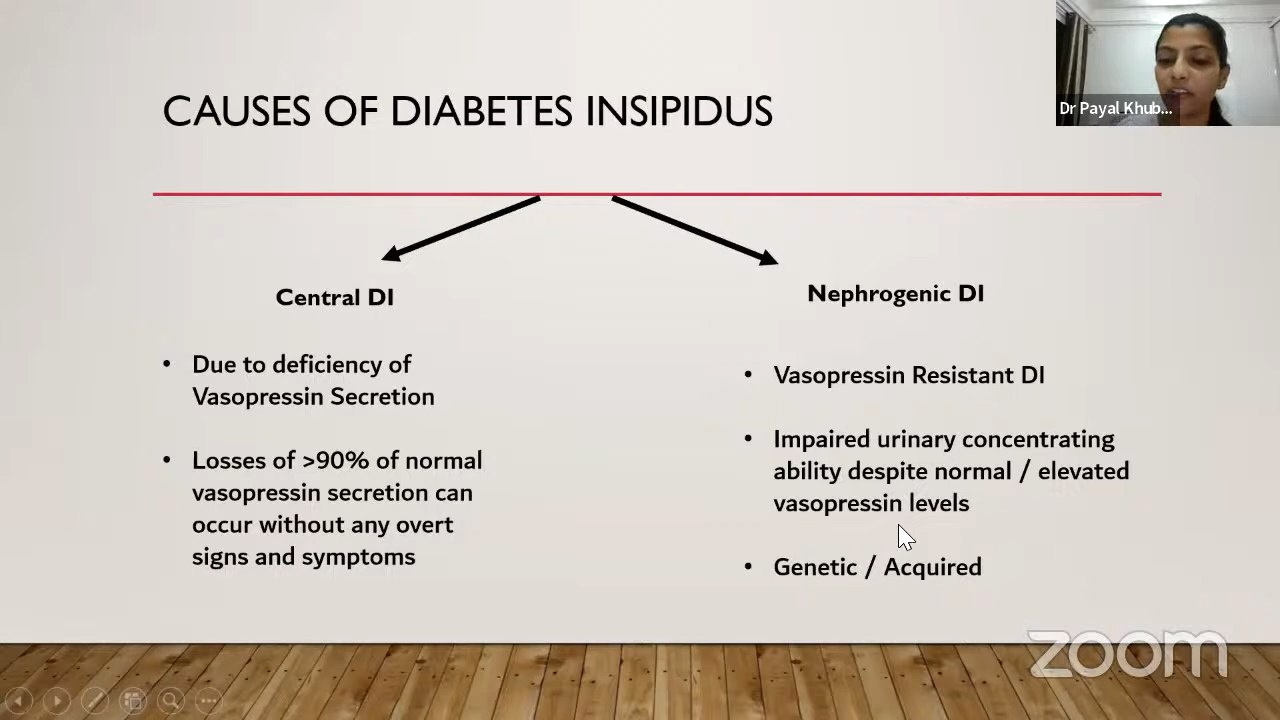 CAUSES OF DIABETES INSIPIDUS
Dr Payal Khub...
Central DI
• Due to deficiency of
Vasopressin Secretion
• Losses of >90% of normal
vasopressin secretion can
occur without any overt
signs and symptoms
Nephrogenic DI
• Vasopressin Resistant DI
• Impaired urinary concentrating
ability despite normal / elevated
vasopressin levels
• Genetic / Acquired
zoom